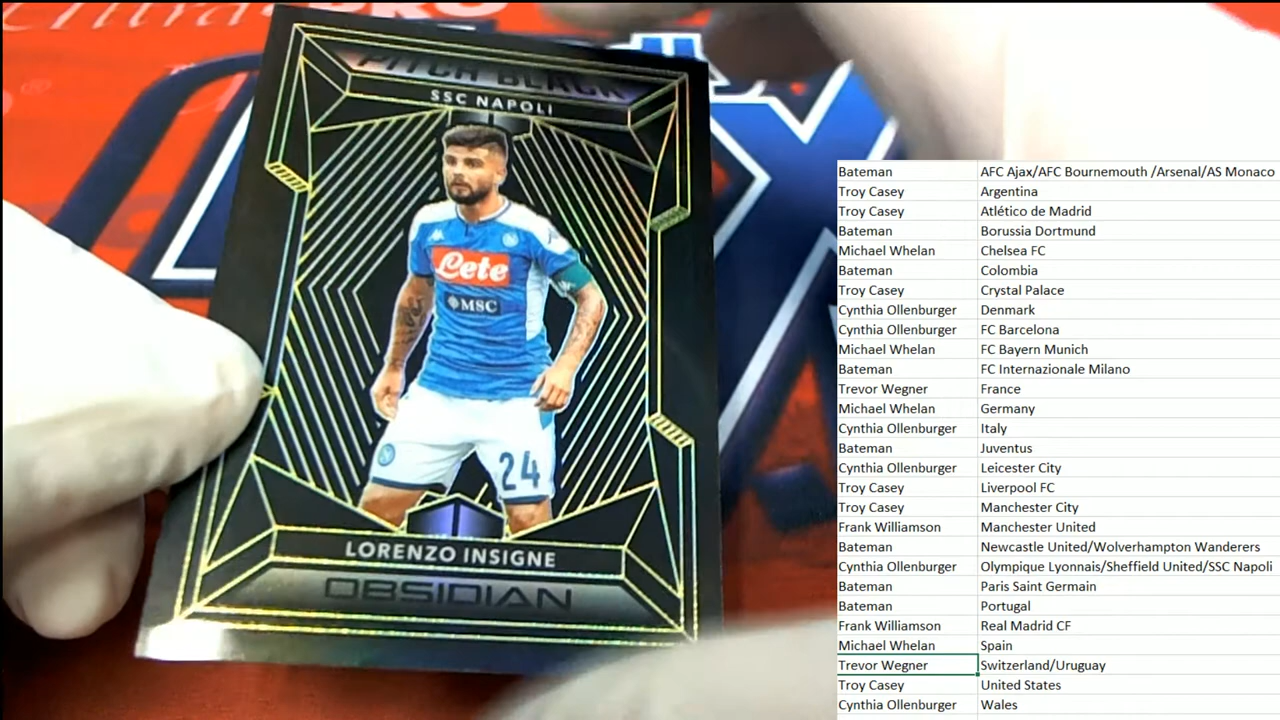 PITCH BLACK
SSC NAPOLI
Lete
MSC
24
LORENZO INSIGNE
OBSIDIAN
Bateman AFC Ajax/AFC Bournemouth /Arsenal/AS Monaco
Troy Casey Argentina
Troy Casey Atlético de Madrid
Bateman Borussia Dortmund
Michael Whelan Chelsea FC
Bateman Colombia
Troy Casey Crystal Palace
Cynthia Ollenburger Denmark
Cynthia Ollenburger FC Barcelona
Michael Whelan FC Bayern Munich
Bateman FC Internazionale Milano
Trevor Wegner France
Michael Whelan Germany
Cynthia Ollenburger Italy
Bateman Juventus
Cynthia Ollenburger Leicester City
Troy Casey Liverpool FC
Troy Casey Manchester City
Frank Williamson Manchester United
Bateman Newcastle United/Wolverhampton Wanderers
Cynthia Ollenburger Olympique Lyonnais/Sheffield United/SSC Napoli
Bateman Paris Saint Germain
Bateman Portugal
Frank Williamson Real Madrid CF
Michael Whelan Spain
Trevor Wegner Switzerland/Uruguay
Troy Casey United States
Cynthia Ollenburger Wales